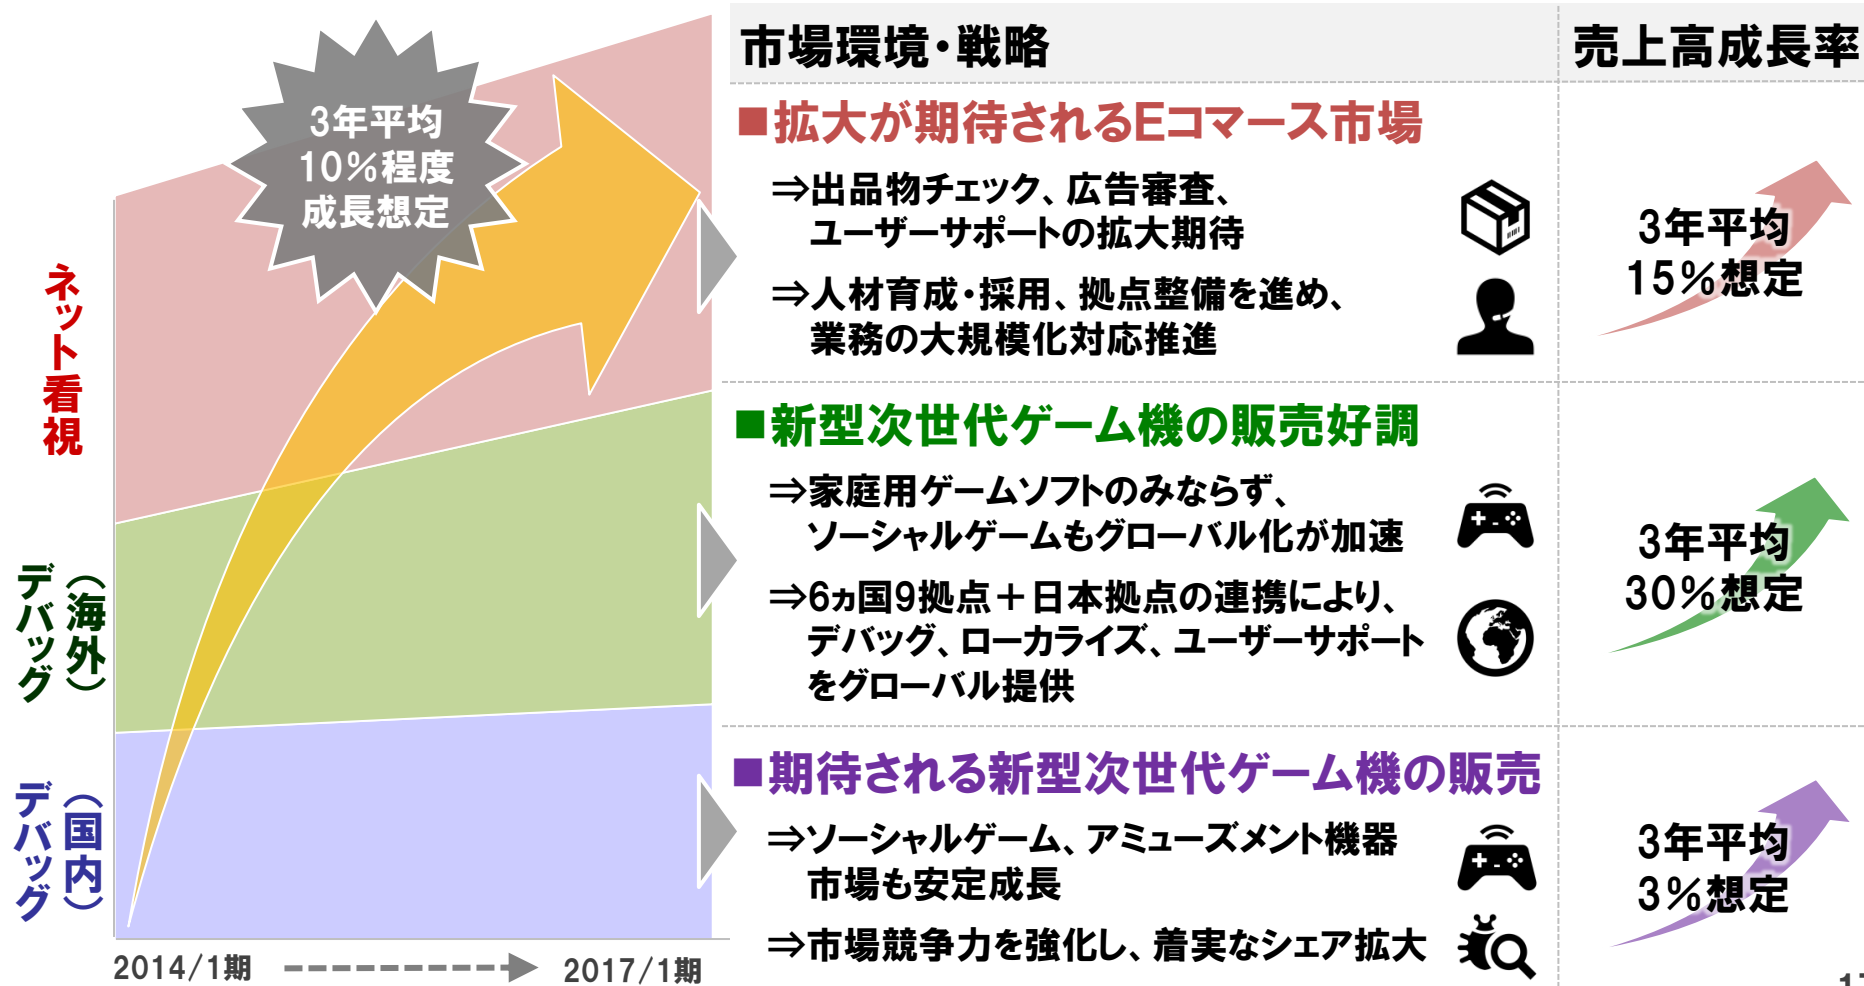 3年平均
10%程度
成長想定
ネット看視
デバッグ
（海外）
デバッグ
（国内）
2014/1期
2017/1期
市場環境・戦略
売上高成長率
■拡大が期待されるEコマース市場
⇒出品物チェック、広告審査、
ユーザーサポートの拡大期待
⇒人材育成・採用、拠点整備を進め、
業務の大規模化対応推進
3年平均
15%想定
■新型次世代ゲーム機の販売好調
⇒家庭用ゲームソフトのみならず、
ソーシャルゲームもグローバル化が加速
⇒6ヵ国9拠点＋日本拠点の連携により、
デバッグ、ローカライズ、ユーザーサポート
をグローバル提供
3年平均
30%想定
■期待される新型次世代ゲーム機の販売
⇒ソーシャルゲーム、アミューズメント機器
市場も安定成長
⇒市場競争力を強化し、着実なシェア拡大
3年平均
3%想定